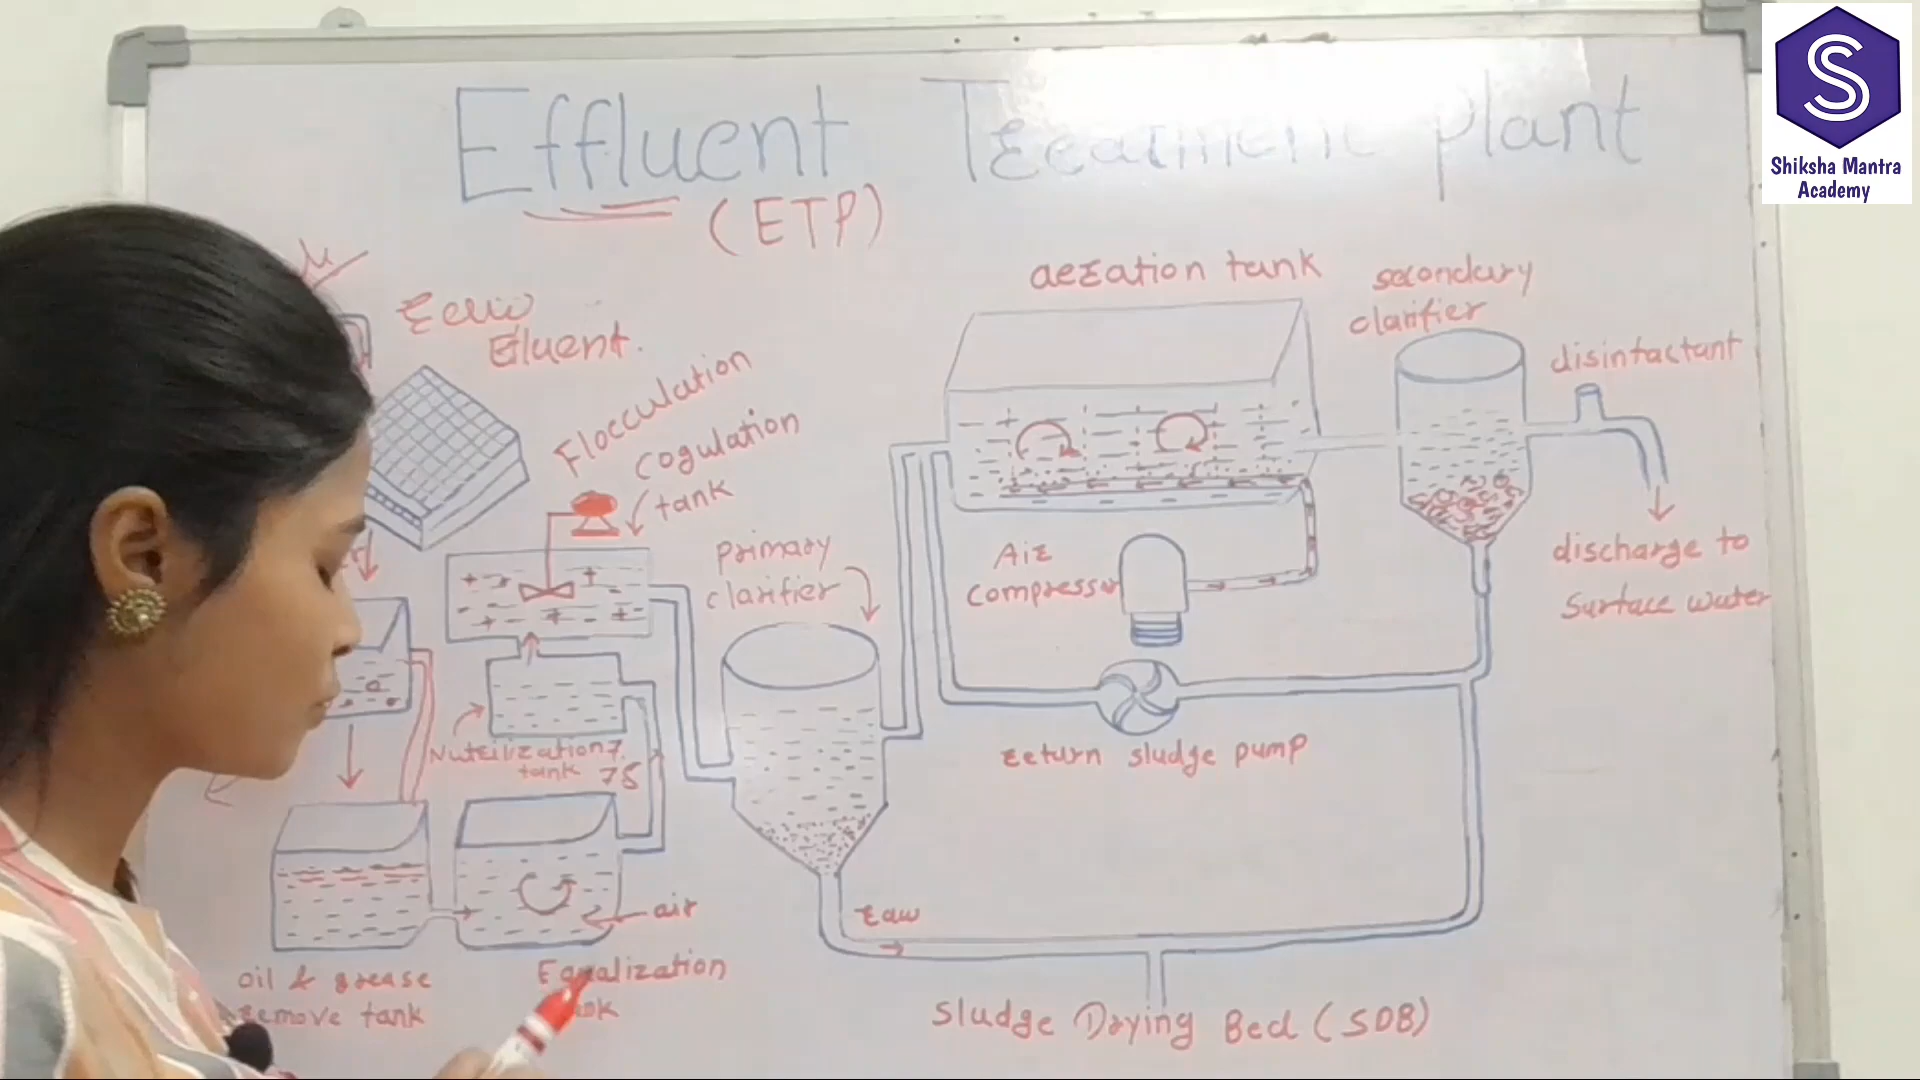 Effluent Treatment Plant
(ETP)
Shiksha Mantra
Academy
Eluent.
Flocculation
cogulation
tank
primary
clarifier
aeration tank
secondary
clarifier
disintactant
discharge to
Surface water
Air
compressor
return sludge pump
Nutrilization
tank
air
raw
oil & grease
remove tank
Equalization
Sludge Drying Bed (SDB)